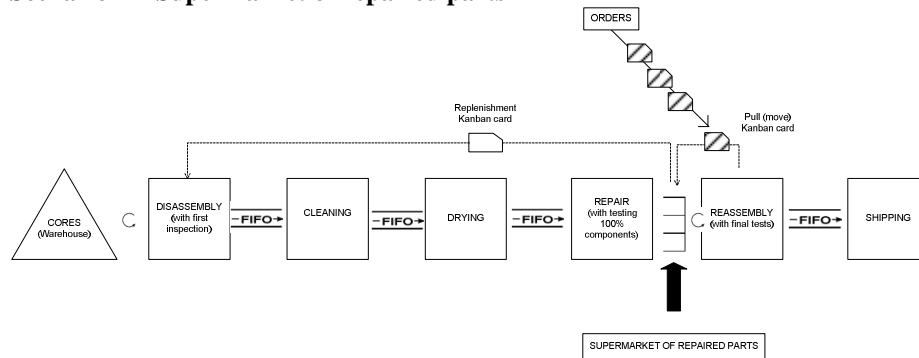 ORDERS
Replenishment
Kanban card
Pull (move)
Kanban card
CORES
(Warehouse)
DISASSEMBLY
(with first
inspection)
FIFO
CLEANING
FIFO
DRYING
FIFO
REPAIR
(with testing
100%
components)
REASSEMBLY
(with final tests)
FIFO
SHIPPING
SUPERMARKET OF REPAIRED PARTS